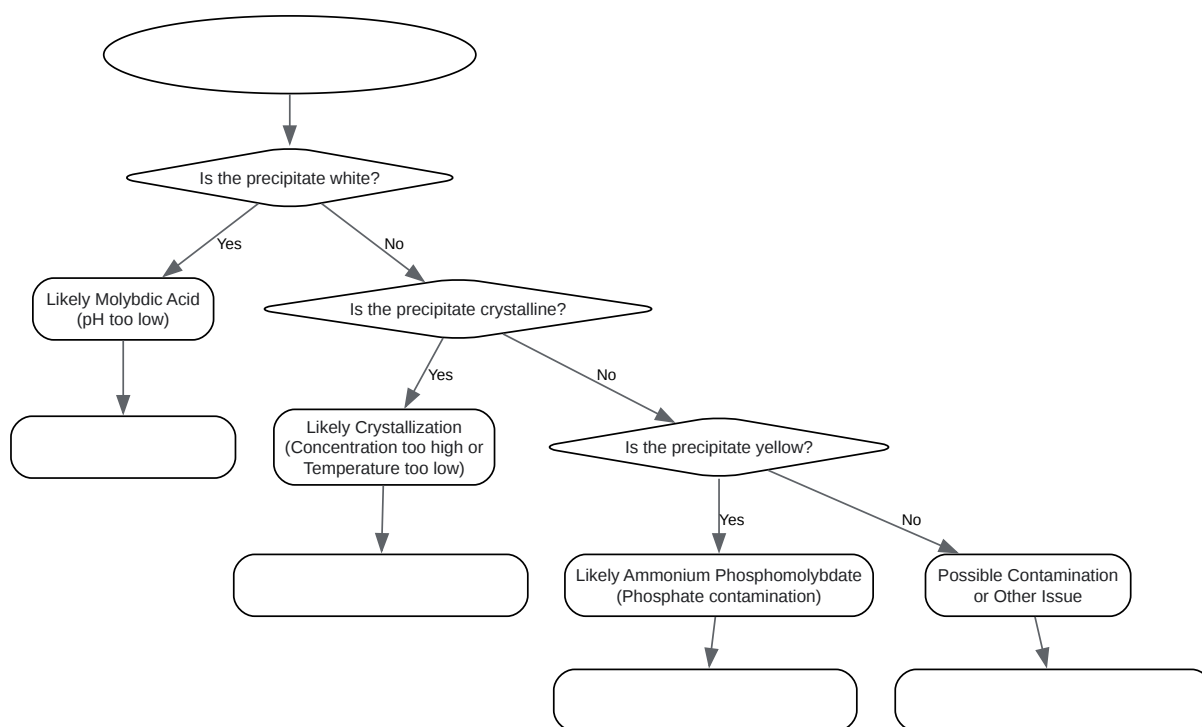 Is the precipitate white?
Yes
No
Likely Molybdic Acid
(pH too low)
Is the precipitate crystalline?
Yes
No
Likely Crystallization
(Concentration too high or
Temperature too low)
Is the precipitate yellow?
Yes
No
Likely Ammonium Phosphomolybdate
(Phosphate contamination)
Possible Contamination
or Other Issue